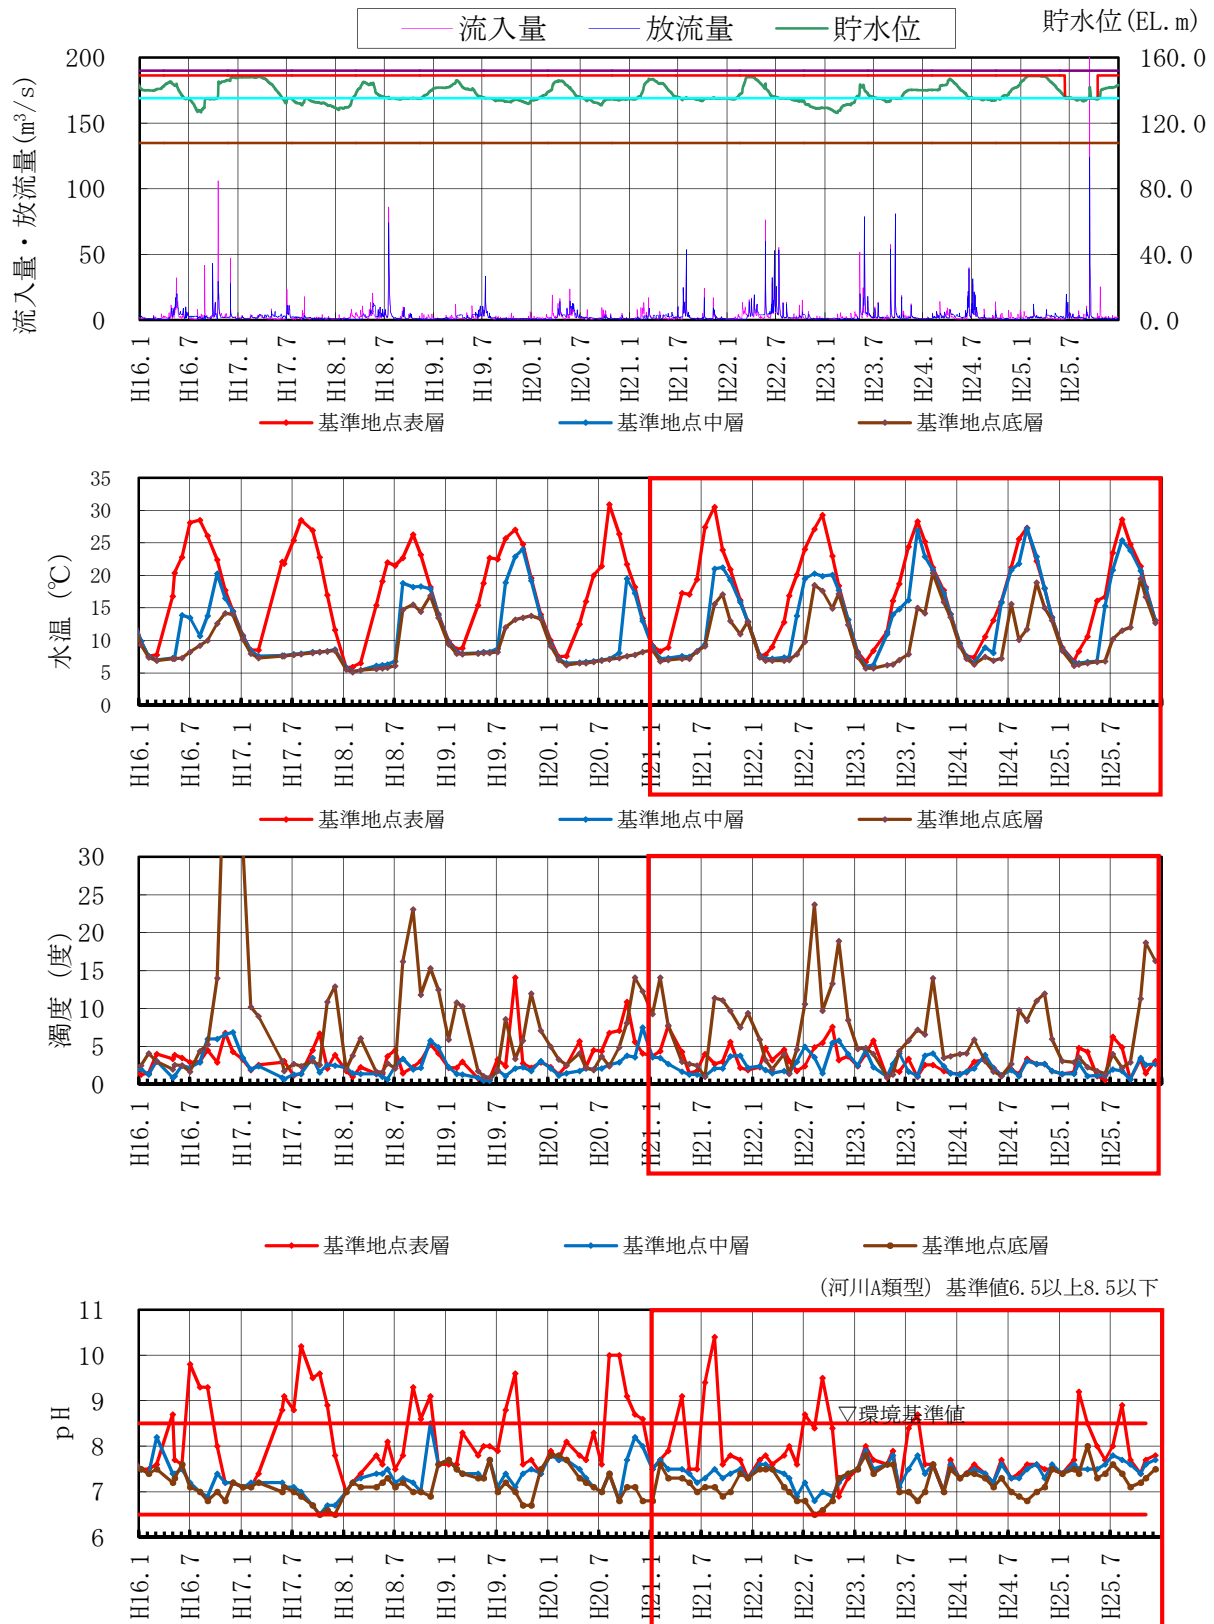 流入量 放流量 貯水位 貯水位(EL.m)
流入量・放流量(m³/s)
200 160.0
150 120.0
100 80.0
50 40.0
0 0.0
H16.1 H16.7 H17.1 H17.7 H18.1 H18.7 H19.1 H19.7 H20.1 H20.7 H21.1 H21.7 H22.1 H22.7 H23.1 H23.7 H24.1 H24.7 H25.1 H25.7
基準地点表層 基準地点中層 基準地点底層
水温 (℃)
35
30
25
20
15
10
5
0
H16.1 H16.7 H17.1 H17.7 H18.1 H18.7 H19.1 H19.7 H20.1 H20.7 H21.1 H21.7 H22.1 H22.7 H23.1 H23.7 H24.1 H24.7 H25.1 H25.7
基準地点表層 基準地点中層 基準地点底層
濁度 (度)
30
25
20
15
10
5
0
H16.1 H16.7 H17.1 H17.7 H18.1 H18.7 H19.1 H19.7 H20.1 H20.7 H21.1 H21.7 H22.1 H22.7 H23.1 H23.7 H24.1 H24.7 H25.1 H25.7
基準地点表層 基準地点中層 基準地点底層
(河川A類型) 基準値6.5以上8.5以下
pH
11
10
9
8
7
6
▽環境基準値
H16.1 H16.7 H17.1 H17.7 H18.1 H18.7 H19.1 H19.7 H20.1 H20.7 H21.1 H21.7 H22.1 H22.7 H23.1 H23.7 H24.1 H24.7 H25.1 H25.7